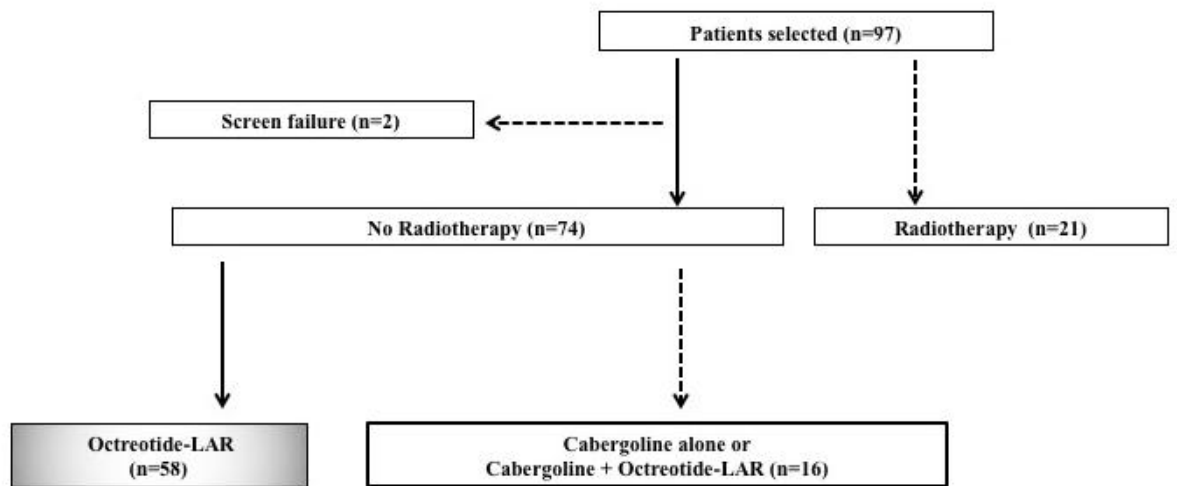 Patients selected (n=97)
Screen failure (n=2)
No Radiotherapy (n=74)
Radiotherapy (n=21)
Octreotide-LAR
(n=58)
Cabergoline alone or
Cabergoline + Octreotide-LAR (n=16)